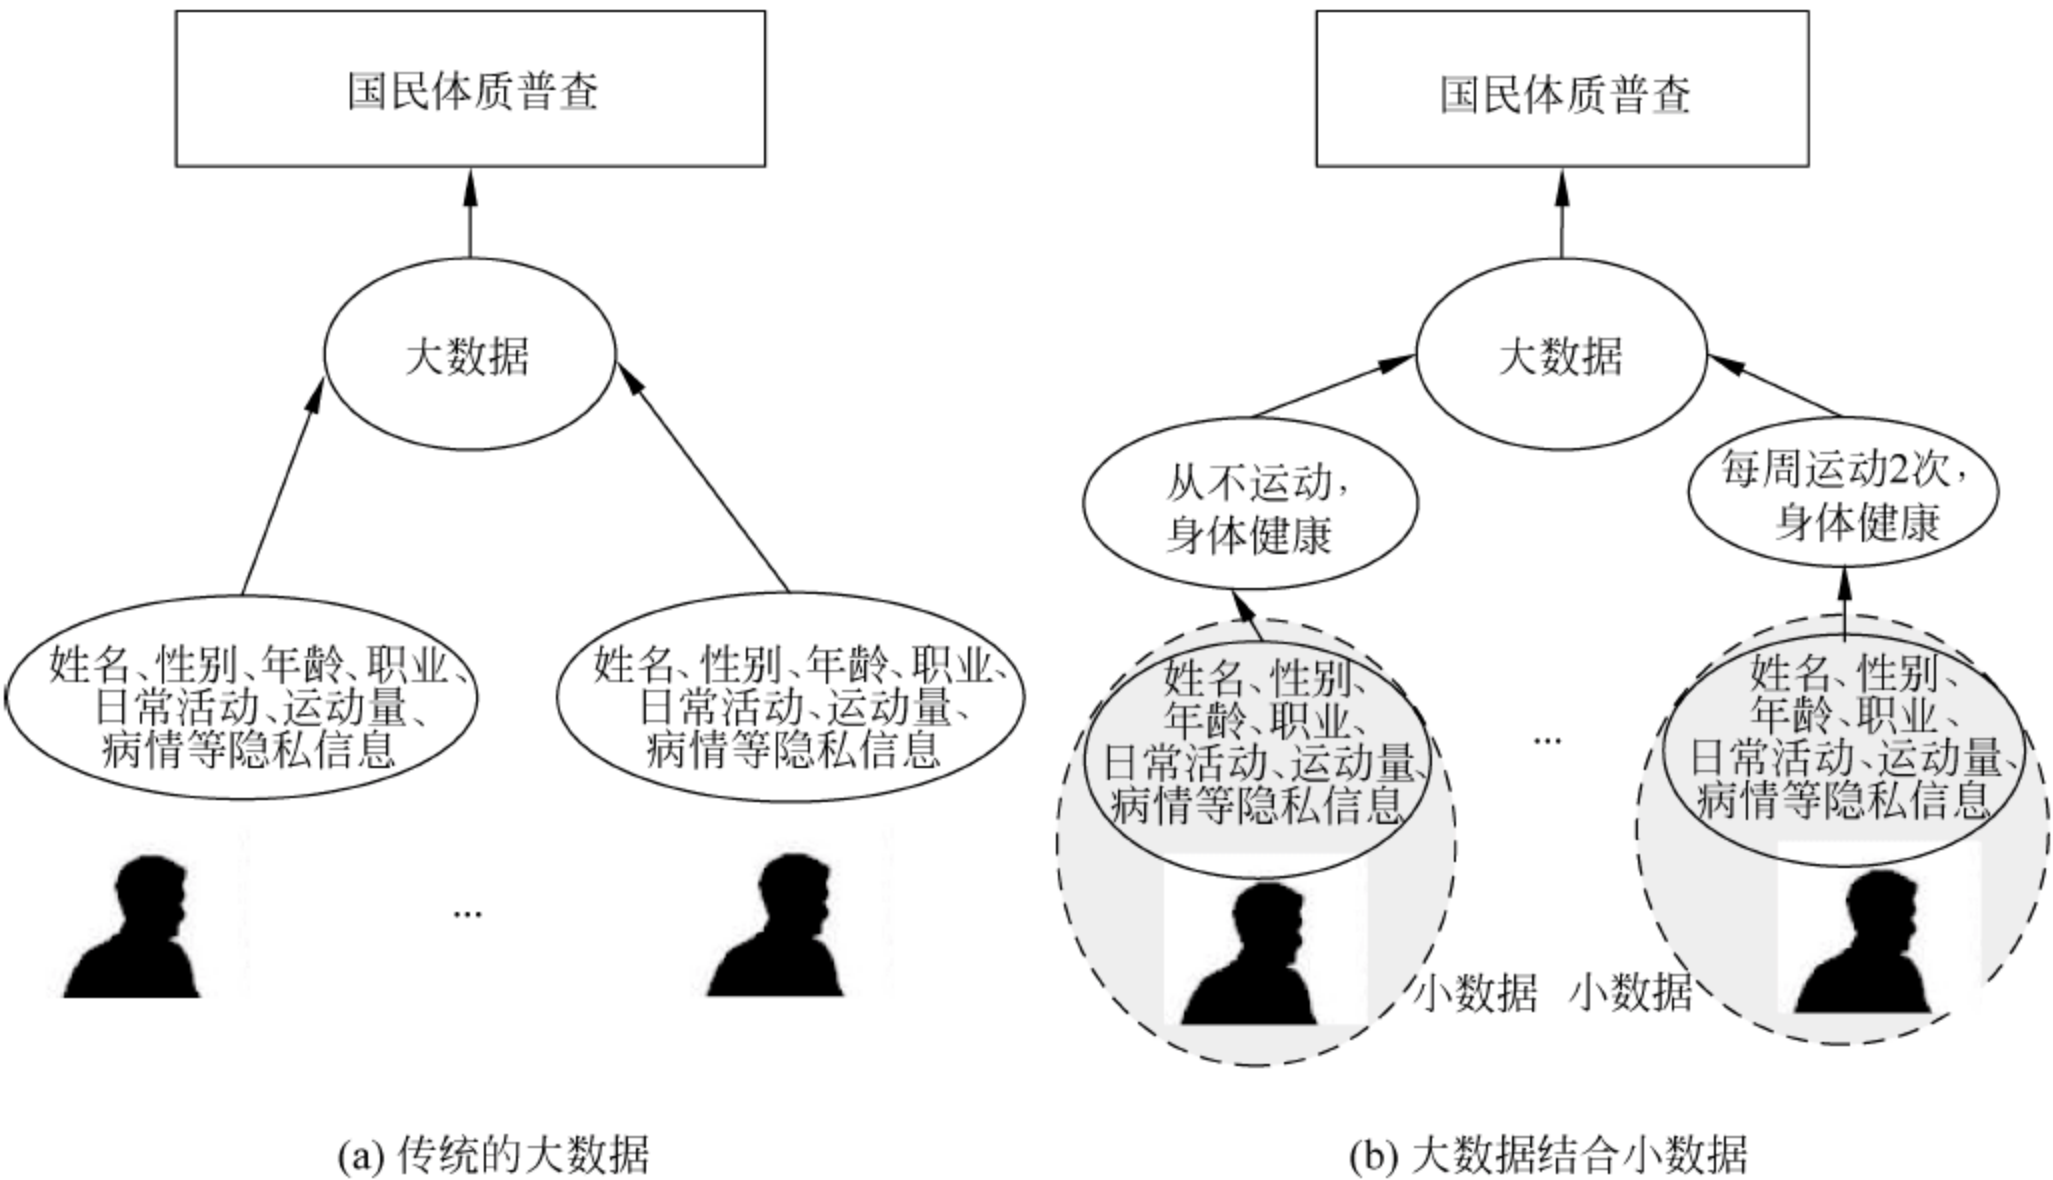 国民体质普查
大数据
姓名、性别、年龄、职业、
日常活动、运动量、
病情等隐私信息
姓名、性别、年龄、职业、
日常活动、运动量、
病情等隐私信息
...
(a) 传统的大数据
国民体质普查
大数据
从不运动，
身体健康
每周运动2次，
身体健康
姓名、性别、
年龄、职业、
日常活动、运动量、
病情等隐私信息
...
姓名、性别、
年龄、职业、
日常活动、运动量、
病情等隐私信息
小数据
小数据
(b) 大数据结合小数据